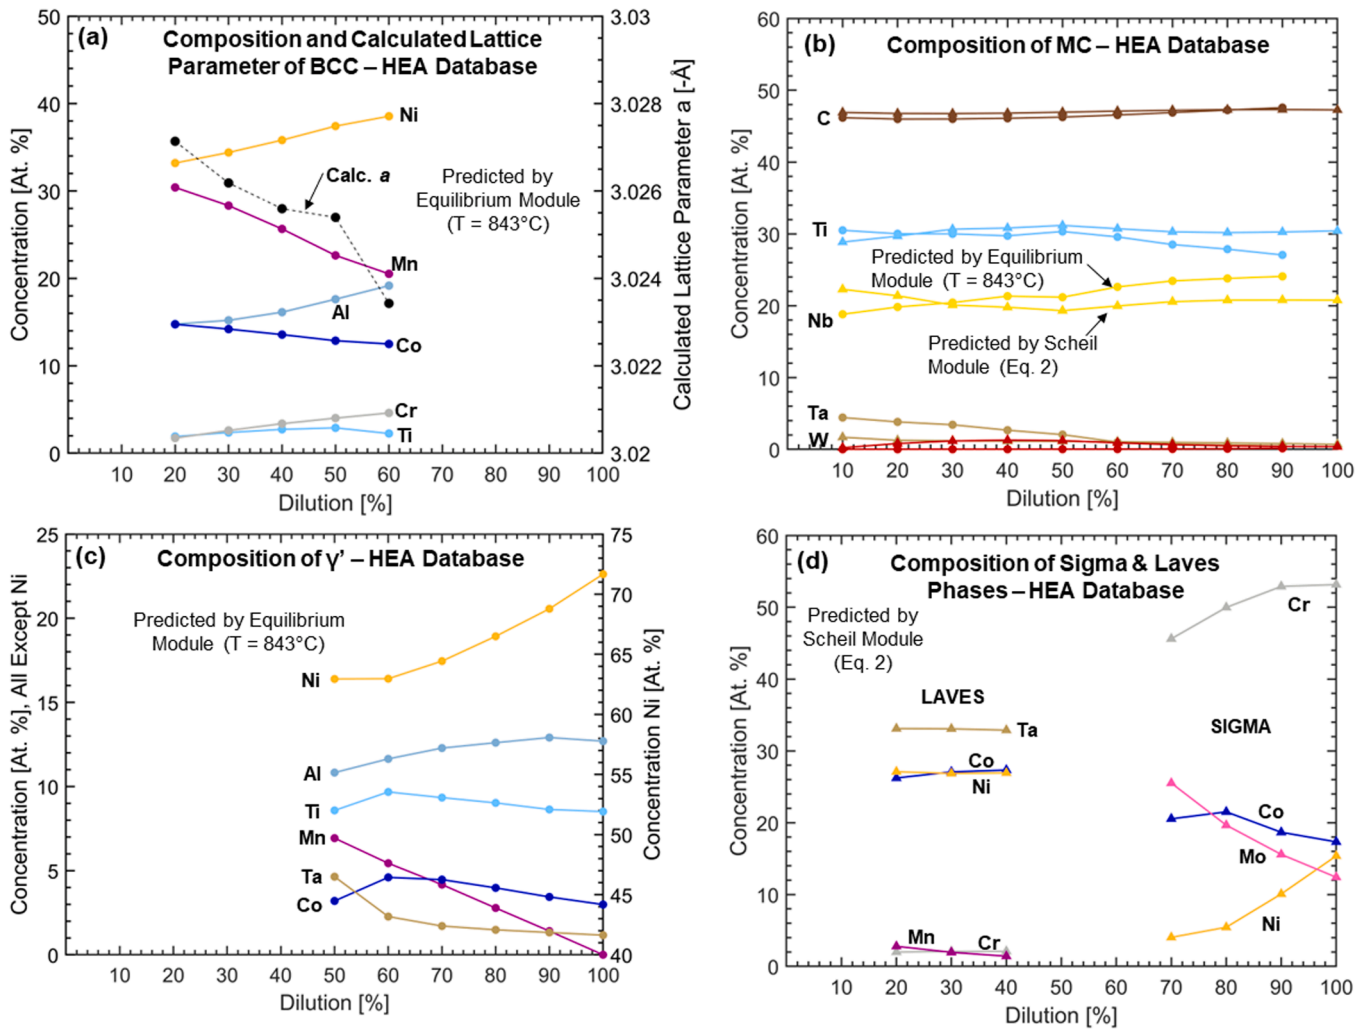 (a)
Composition and Calculated Lattice
Parameter of BCC – HEA Database
50
40
30
20
10
0
Concentration [At. %]
3.03
3.028
3.026
3.024
3.022
3.02
Calculated Lattice Parameter a [-Å]
Ni
Calc. a
Predicted by
Equilibrium Module
(T = 843°C)
Mn
Al
Co
Cr
Ti
10 20 30 40 50 60 70 80 90 100
Dilution [%]
(b)
Composition of MC – HEA Database
60
50
40
30
20
10
0
Concentration [At. %]
C
Ti
Predicted by Equilibrium
Module (T = 843°C)
Nb
Predicted by Scheil
Module (Eq. 2)
Ta
W
10 20 30 40 50 60 70 80 90 100
Dilution [%]
(c)
Composition of γ’ – HEA Database
25
20
15
10
5
0
Concentration [At. %], All Except Ni
75
70
65
60
55
50
45
40
Concentration Ni [At. %]
Predicted by Equilibrium
Module (T = 843°C)
Ni
Al
Ti
Mn
Ta
Co
10 20 30 40 50 60 70 80 90 100
Dilution [%]
(d)
Composition of Sigma & Laves
Phases – HEA Database
60
50
40
30
20
10
0
Concentration [At. %]
Predicted by
Scheil Module
(Eq. 2)
Cr
LAVES
Ta
SIGMA
Co
Ni
Co
Mo
Ni
Mn
Cr
10 20 30 40 50 60 70 80 90 100
Dilution [%]